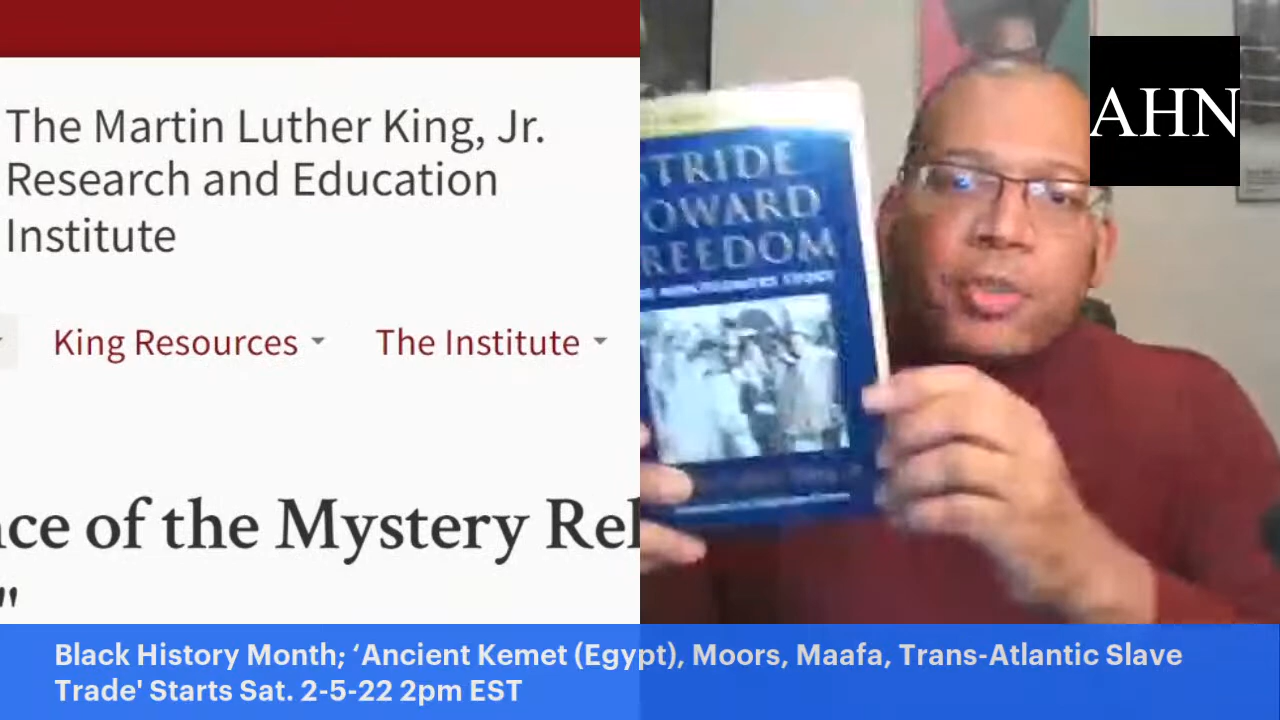 The Martin Luther King, Jr.
Research and Education
Institute
King Resources
The Institute
ce of the Mystery Rel
"
AHN
TRIDE
OWARD
REEDOM
Black History Month; ‘Ancient Kemet (Egypt), Moors, Maafa, Trans-Atlantic Slave
Trade' Starts Sat. 2-5-22 2pm EST